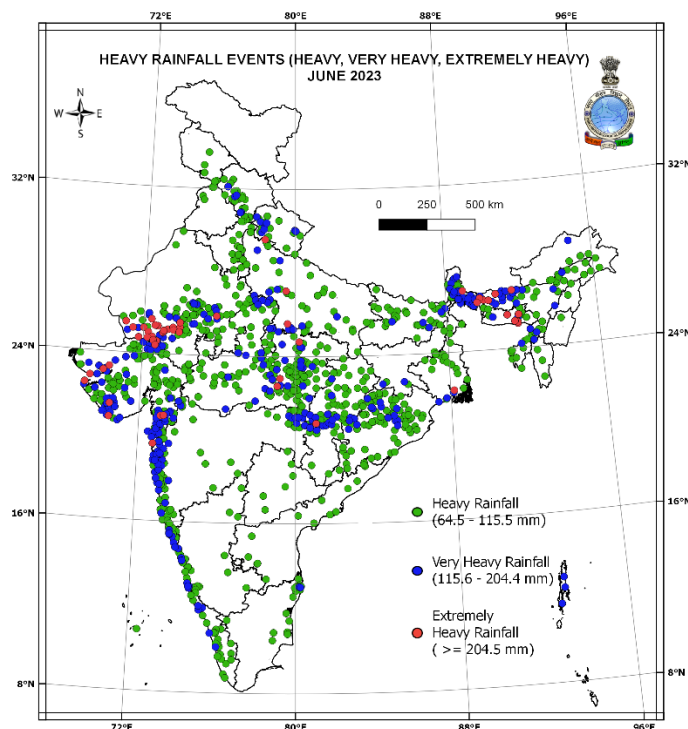 72°E 80°E 88°E 96°E
HEAVY RAINFALL EVENTS (HEAVY, VERY HEAVY, EXTREMELY HEAVY)
JUNE 2023
N
W E
S
32°N 32°N
0 250 500 km
24°N 24°N
16°N 16°N
Heavy Rainfall
(64.5 - 115.5 mm)
Very Heavy Rainfall
(115.6 - 204.4 mm)
Extremely
Heavy Rainfall
( >= 204.5 mm)
8°N 8°N
72°E 80°E 88°E 96°E